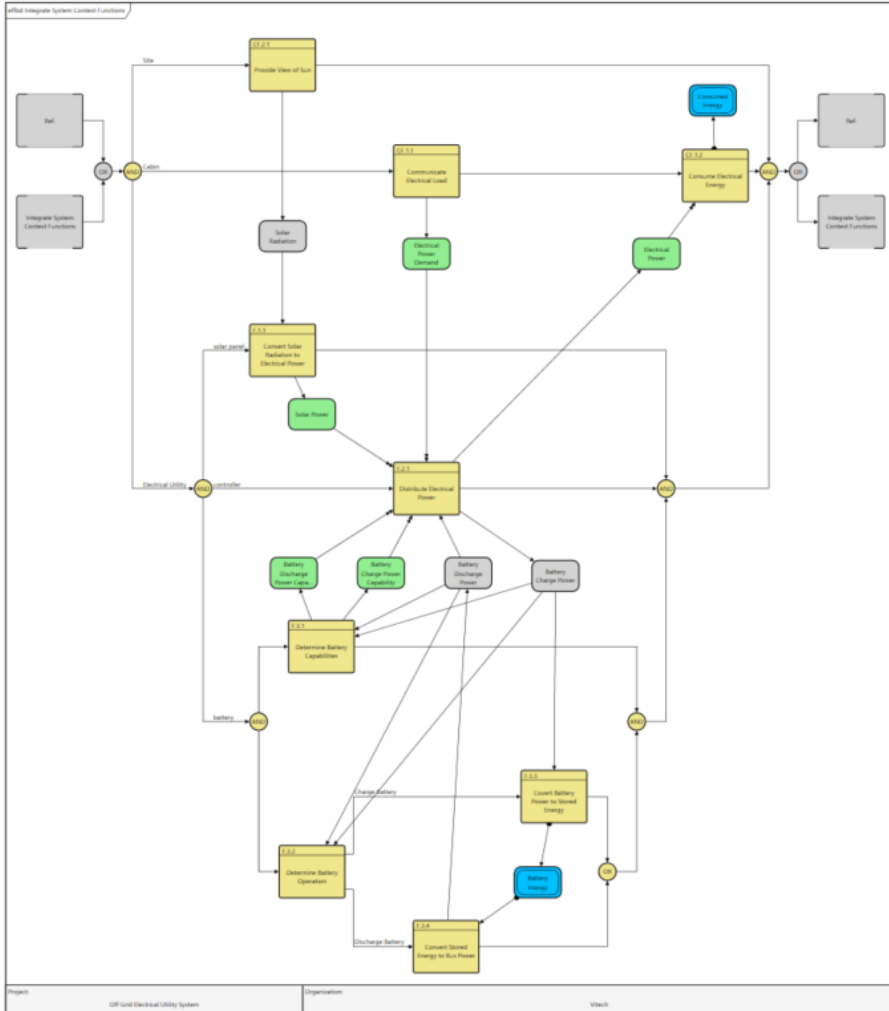 effbd Integrate System Context Functions
CF.2.1
Provide View of Sun
Site
Ref.
OR
AND
Cabin
Integrate System
Context Functions
CF.1.1
Communicate
Electrical Load
Consumed
Energy
CF.1.2
Consume Electrical
Energy
AND
OR
Ref.
Integrate System
Context Functions
Solar
Radiation
Electrical
Power
Demand
Electrical
Power
solar panel
Convert Solar
Radiation to
Electrical Power
Solar Power
Electrical Utility
AND
controller
F.2.1
Distribute Electrical
Power
AND
Battery
Discharge
Power Capa...
Battery
Charge Power
Capability
Battery
Discharge
Power
Battery
Charge Power
F.3.1
Determine Battery
Capabilities
battery
AND
AND
F.3.3
Covert Battery
Power to Stored
Energy
Charge Battery
F.3.2
Determine Battery
Operation
Battery
Energy
OR
Discharge Battery
F.3.4
Convert Stored
Energy to Bus Power
Project:
Off Grid Electrical Utility System
Organization:
Vitech